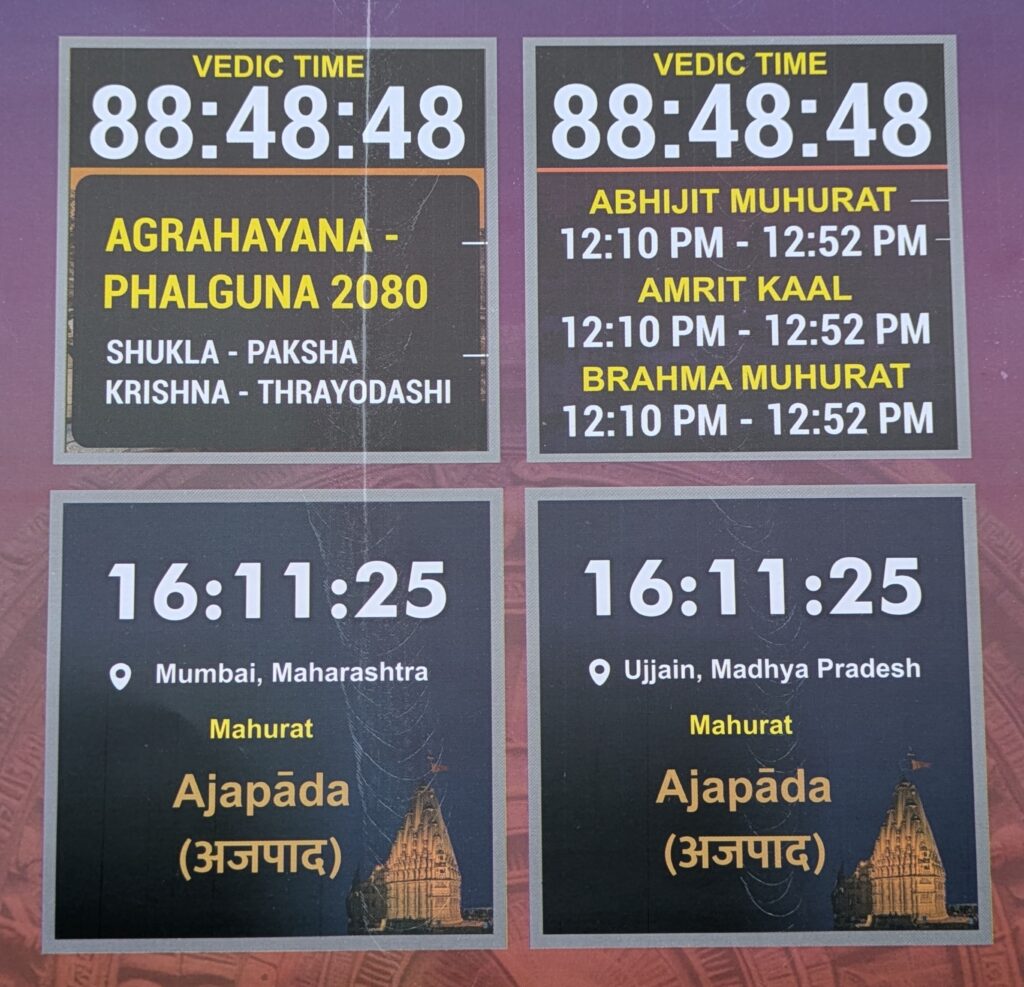 VEDIC TIME
88:48:48
AGRAHAYANA -
PHALGUNA 2080
SHUKLA - PAKSHA
KRISHNA - THRAYODASHI
VEDIC TIME
88:48:48
ABHIJIT MUHURAT
12:10 PM - 12:52 PM
AMRIT KAAL
12:10 PM - 12:52 PM
BRAHMA MUHURAT
12:10 PM - 12:52 PM
16:11:25
Mumbai, Maharashtra
Mahurat
Ajapāda
(अजपाद)
16:11:25
Ujjain, Madhya Pradesh
Mahurat
Ajapāda
(अजपाद)